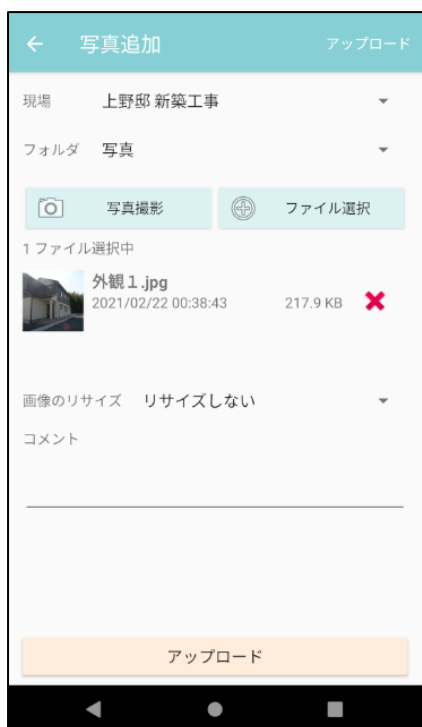 写真追加 アップロード
現場 上野邸 新築工事
フォルダ 写真
写真撮影 ファイル選択
1 ファイル選択中
外観１.jpg
2021/02/22 00:38:43 217.9 KB
画像のリサイズ リサイズしない
コメント
アップロード